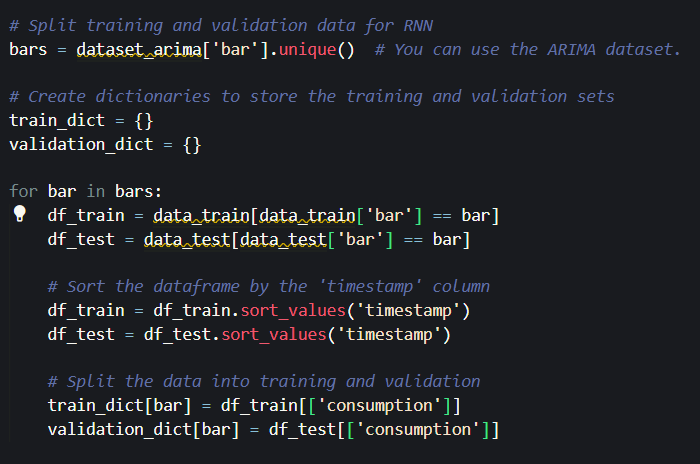 # Split training and validation data for RNN
bars = dataset_arima['bar'].unique()  # You can use the ARIMA dataset.

# Create dictionaries to store the training and validation sets
train_dict = {}
validation_dict = {}

for bar in bars:
    df_train = data_train[data_train['bar'] == bar]
    df_test = data_test[data_test['bar'] == bar]

    # Sort the dataframe by the 'timestamp' column
    df_train = df_train.sort_values('timestamp')
    df_test = df_test.sort_values('timestamp')

    # Split the data into training and validation
    train_dict[bar] = df_train[['consumption']]
    validation_dict[bar] = df_test[['consumption']]